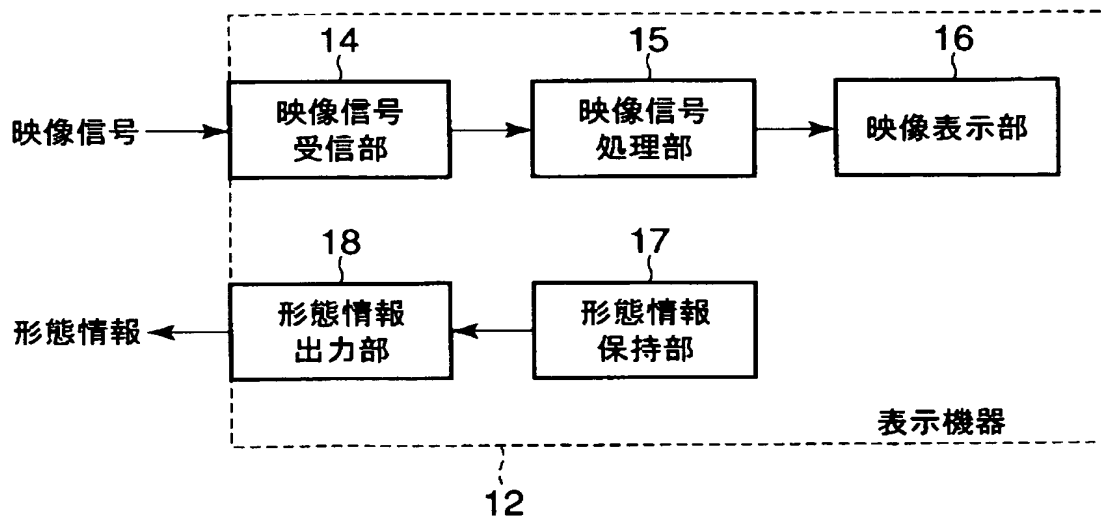 14
15
16
映像信号
映像信号
受信部
映像信号
処理部
映像表示部
18
17
形態情報
形態情報
出力部
形態情報
保持部
表示機器
12